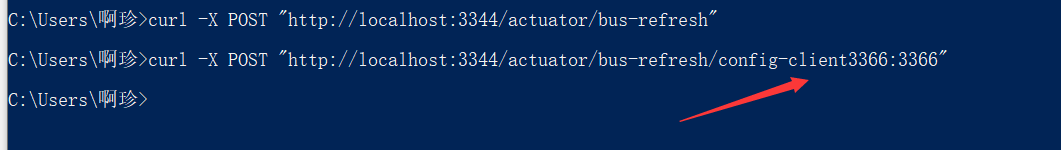 C:\Users\啊珍>curl -X POST "http://localhost:3344/actuator/bus-refresh"
C:\Users\啊珍>curl -X POST "http://localhost:3344/actuator/bus-refresh/config-client3366:3366"
C:\Users\啊珍>